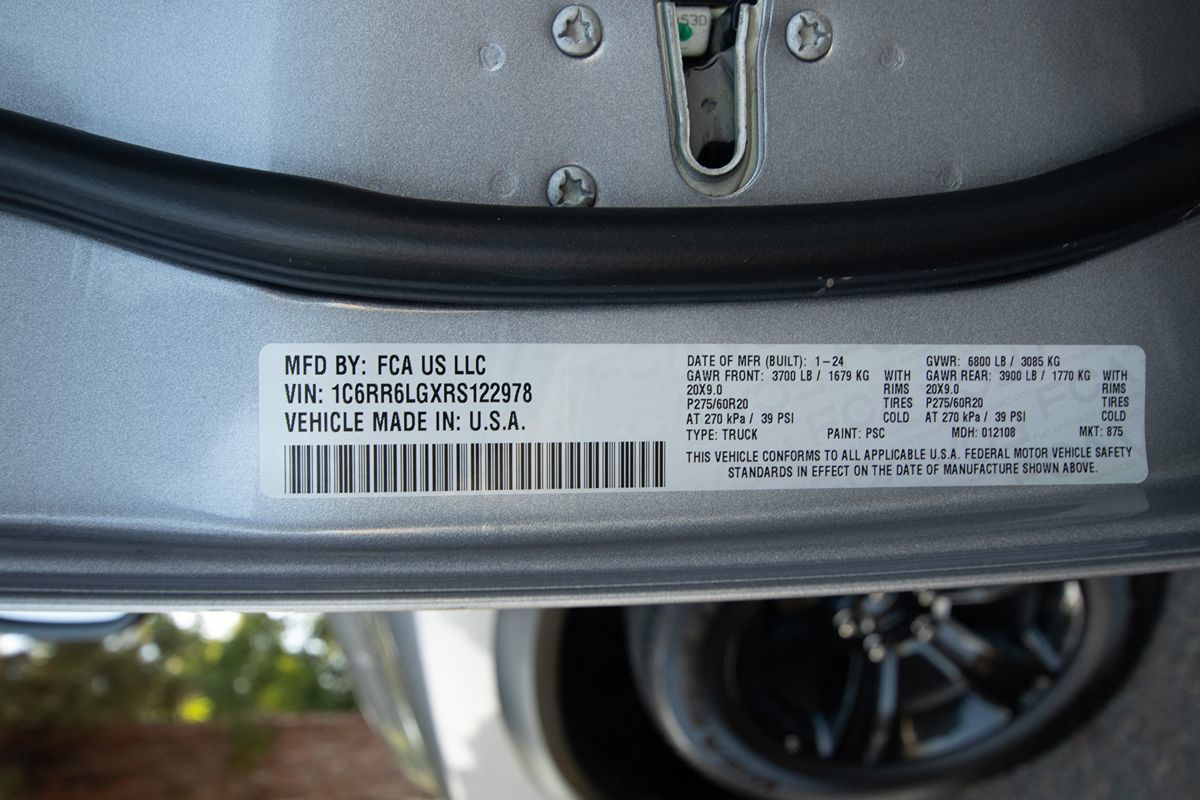 53D
MFD BY: FCA US LLC
VIN: 1C6RR6LGXRS122978
VEHICLE MADE IN: U.S.A.
DATE OF MFR (BUILT): 1-24 GVWR: 6800 LB / 3085 KG
GAWR FRONT: 3700 LB / 1679 KG WITH GAWR REAR: 3900 LB / 1770 KG WITH
20X9.0 RIMS 20X9.0 RIMS
P275/60R20 TIRES P275/60R20 TIRES
AT 270 kPa / 39 PSI COLD AT 270 kPa / 39 PSI COLD
TYPE: TRUCK PAINT: PSC MDH: 012108 MKT: 875
THIS VEHICLE CONFORMS TO ALL APPLICABLE U.S.A. FEDERAL MOTOR VEHICLE SAFETY
STANDARDS IN EFFECT ON THE DATE OF MANUFACTURE SHOWN ABOVE.